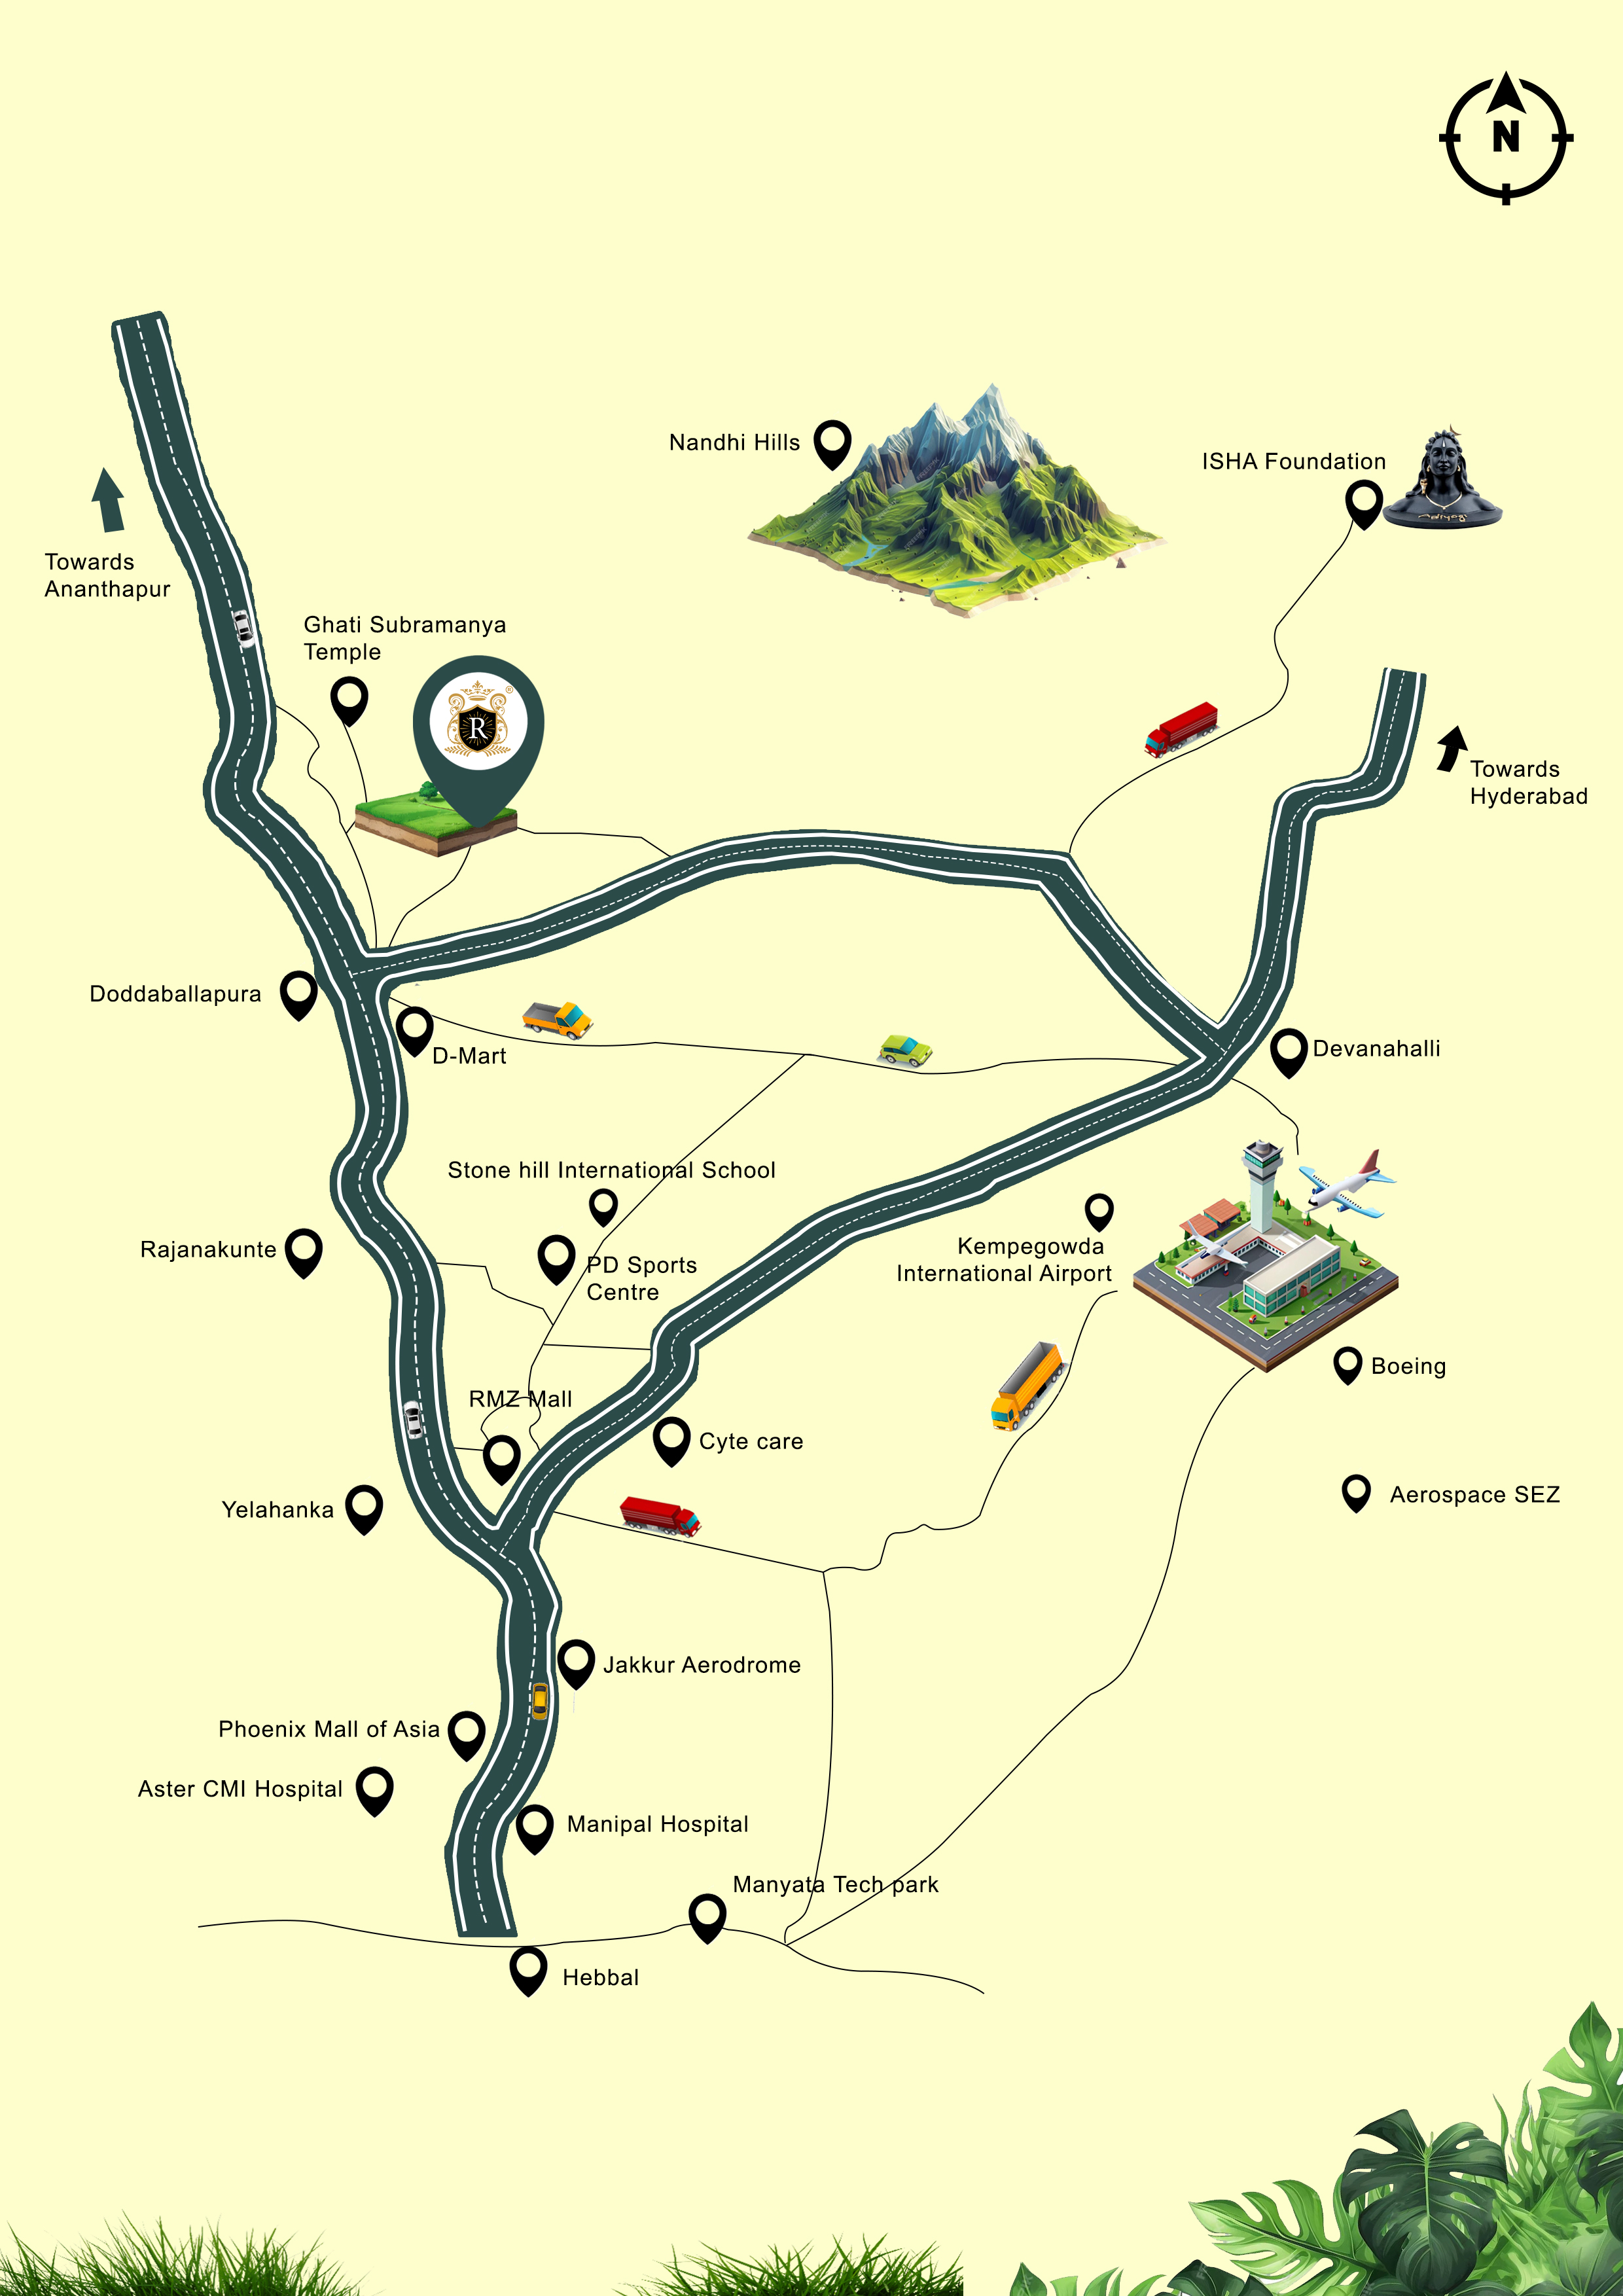 N
Nandhi Hills
ISHA Foundation
Adiyogi
Towards
Ananthapur
Ghati Subramanya
Temple
R
®
Towards
Hyderabad
Doddaballapura
D-Mart
Devanahalli
Stone hill International School
Rajanakunte
PD Sports
Centre
Kempegowda
International Airport
Boeing
RMZ Mall
Cyte care
Aerospace SEZ
Yelahanka
Jakkur Aerodrome
Phoenix Mall of Asia
Aster CMI Hospital
Manipal Hospital
Manyata Tech park
Hebbal